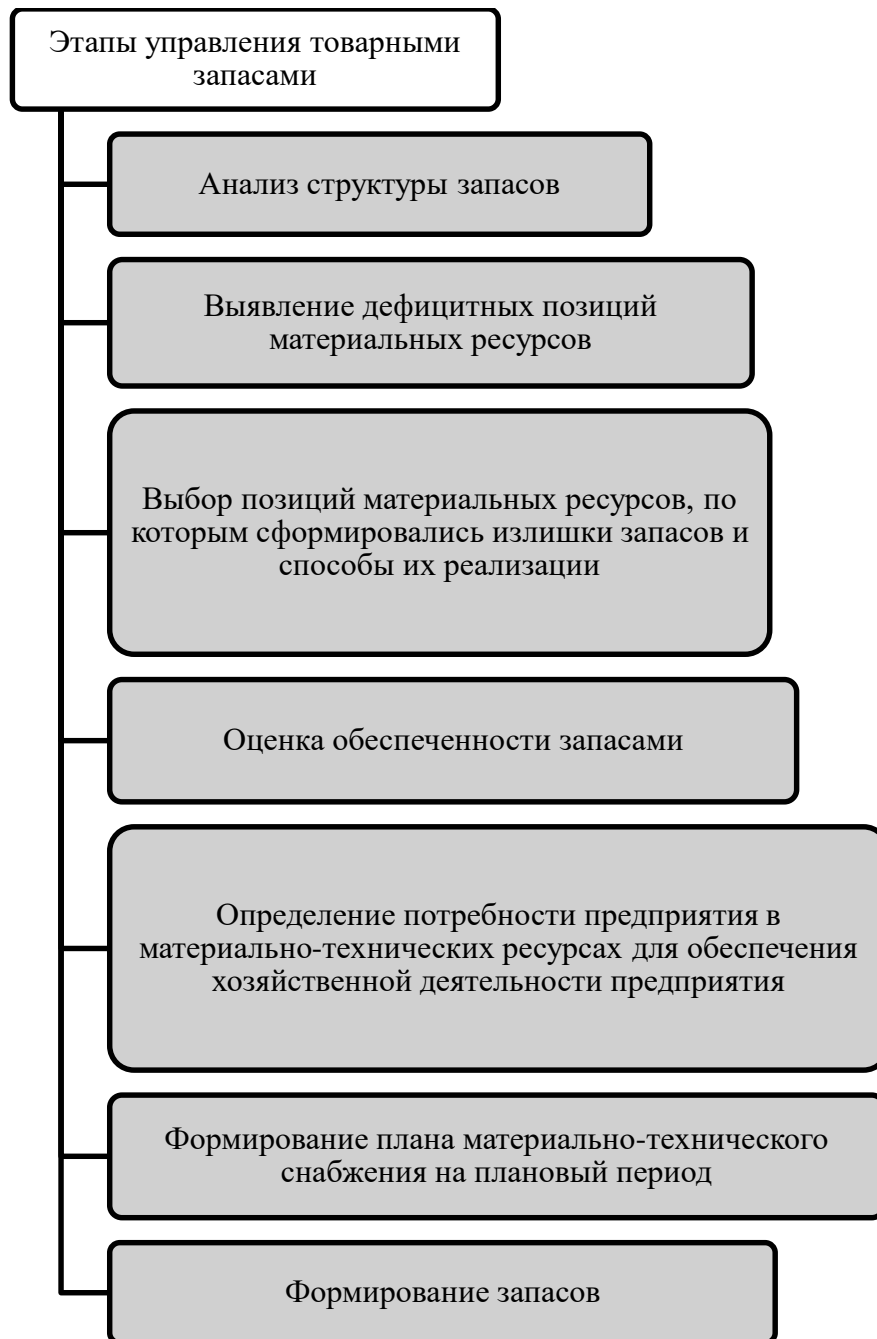 Этапы управления товарными
запасами
Анализ структуры запасов
Выявление дефицитных позиций
материальных ресурсов
Выбор позиций материальных ресурсов, по
которым сформировались излишки запасов и
способы их реализации
Оценка обеспеченности запасами
Определение потребности предприятия в
материально-технических ресурсах для обеспечения
хозяйственной деятельности предприятия
Формирование плана материально-технического
снабжения на плановый период
Формирование запасов